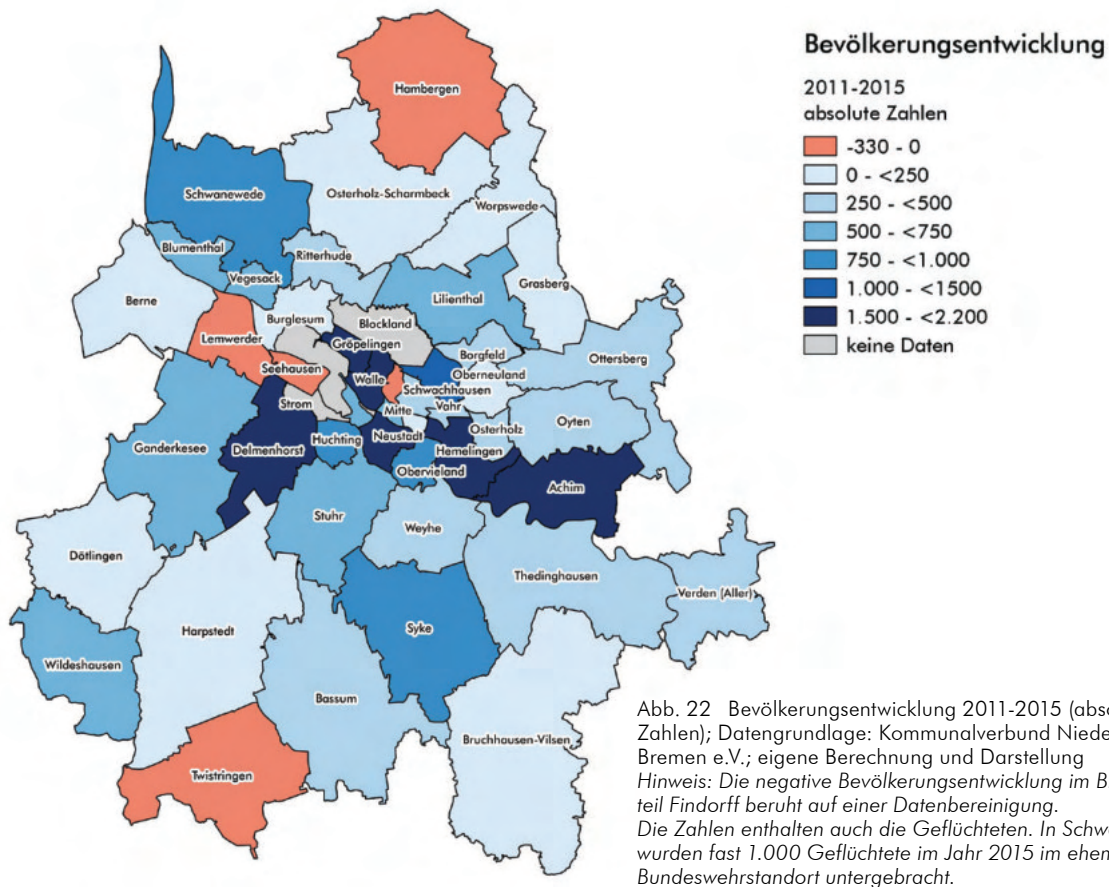 Bevölkerungsentwicklung
2011-2015
absolute Zahlen
-330 - 0
0 - <250
250 - <500
500 - <750
750 - <1.000
1.000 - <1500
1.500 - <2.200
keine Daten
Hambergen
Schwanewede
Osterholz-Scharmbeck
Worpswede
Blumenthal
Ritterhude
Vegesack
Grasberg
Berne
Lilienthal
Burglesum
Blockland
Lemwerder
Gröpelingen
Borgfeld
Ottersberg
Seehausen
Walle
Oberneuland
Schwachhausen
Strom
Mitte
Vahr
Oyten
Ganderkesee
Delmenhorst
Huchting
Neustadt
Osterholz
Hemelingen
Obervieland
Achim
Stuhr
Weyhe
Dötlingen
Thedinghausen
Verden (Aller)
Harpstedt
Syke
Wildeshausen
Bassum
Bruchhausen-Vilsen
Twistringen
Abb. 22 Bevölkerungsentwicklung 2011-2015 (abso
Zahlen); Datengrundlage: Kommunalverbund Niede
Bremen e.V.; eigene Berechnung und Darstellung
Hinweis: Die negative Bevölkerungsentwicklung im B
teil Findorff beruht auf einer Datenbereinigung.
Die Zahlen enthalten auch die Geflüchteten. In Schw
wurden fast 1.000 Geflüchtete im Jahr 2015 im ehen
Bundeswehrstandort untergebracht.